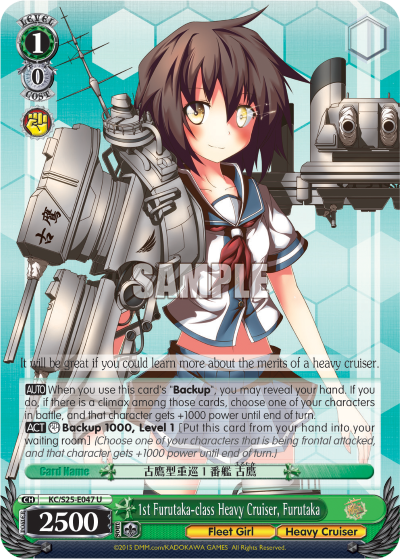 LEVEL
1
0
COST
古鷹
SAMPLE
It will be great if you could learn more about the merits of a heavy cruiser.
AUTO When you use this card's "Backup", you may reveal your hand. If you
do, if there is a climax among those cards, choose one of your characters
in battle, and that character gets +1000 power until end of turn.
ACT Backup 1000, Level 1 [Put this card from your hand into your
waiting room] (Choose one of your characters that is being frontal attacked,
and that character gets +1000 power until end of turn.)
Card Name 古鷹型重巡1番艦 古鷹
CH KC/S25-E047 U
1st Furutaka-class Heavy Cruiser, Furutaka
2500
Fleet Girl Heavy Cruiser
©2015 DMM.com/KADOKAWA GAMES All Rights Reserved.